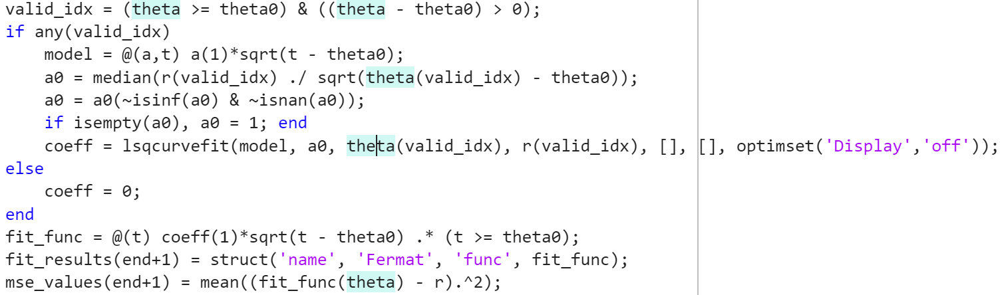 valid_idx = (theta >= theta0) & ((theta - theta0) > 0);
if any(valid_idx)
    model = @(a,t) a(1)*sqrt(t - theta0);
    a0 = median(r(valid_idx) ./ sqrt(theta(valid_idx) - theta0));
    a0 = a0(~isinf(a0) & ~isnan(a0));
    if isempty(a0), a0 = 1; end
    coeff = lsqcurvefit(model, a0, theta(valid_idx), r(valid_idx), [], [], optimset('Display','off'));
else
    coeff = 0;
end
fit_func = @(t) coeff(1)*sqrt(t - theta0) .* (t >= theta0);
fit_results(end+1) = struct('name', 'Fermat', 'func', fit_func);
mse_values(end+1) = mean((fit_func(theta) - r).^2);